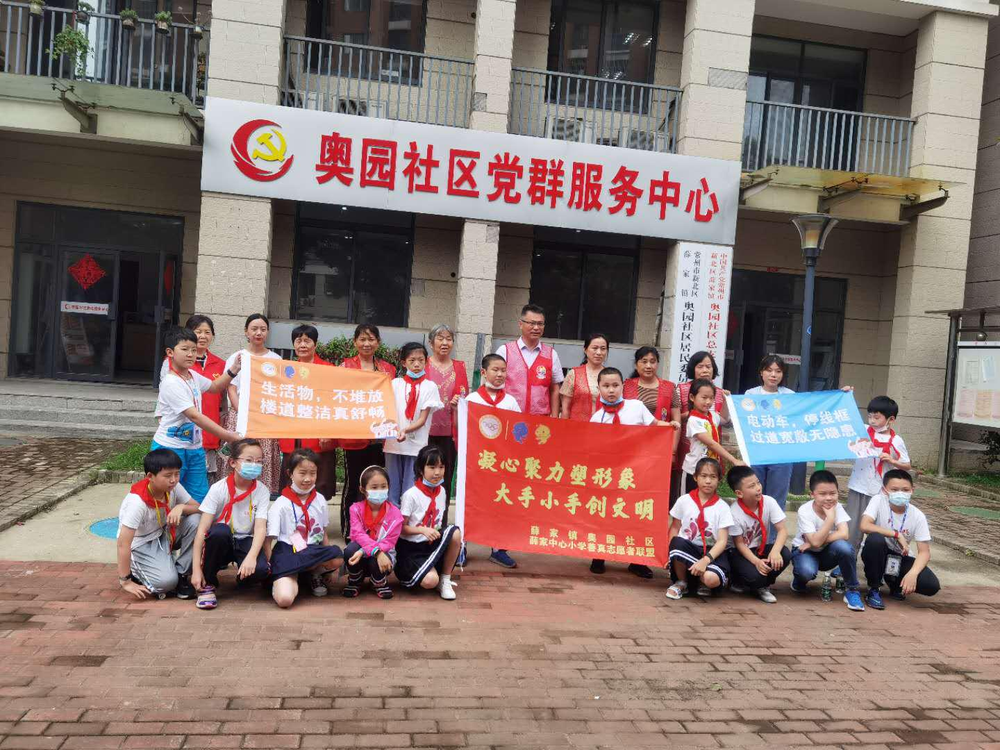 奥园社区党群服务中心
中国共产党常州市
新北区薛家镇
奥园社区总
常州市新北区
薛家镇
奥园社区居民委员
生活物，不堆放
楼道整洁真舒畅
凝心聚力塑形象
大手小手创文明
薛家镇奥园社区
薛家中心小学善真志愿者联盟
电动车，停线框
过道宽敞无隐患